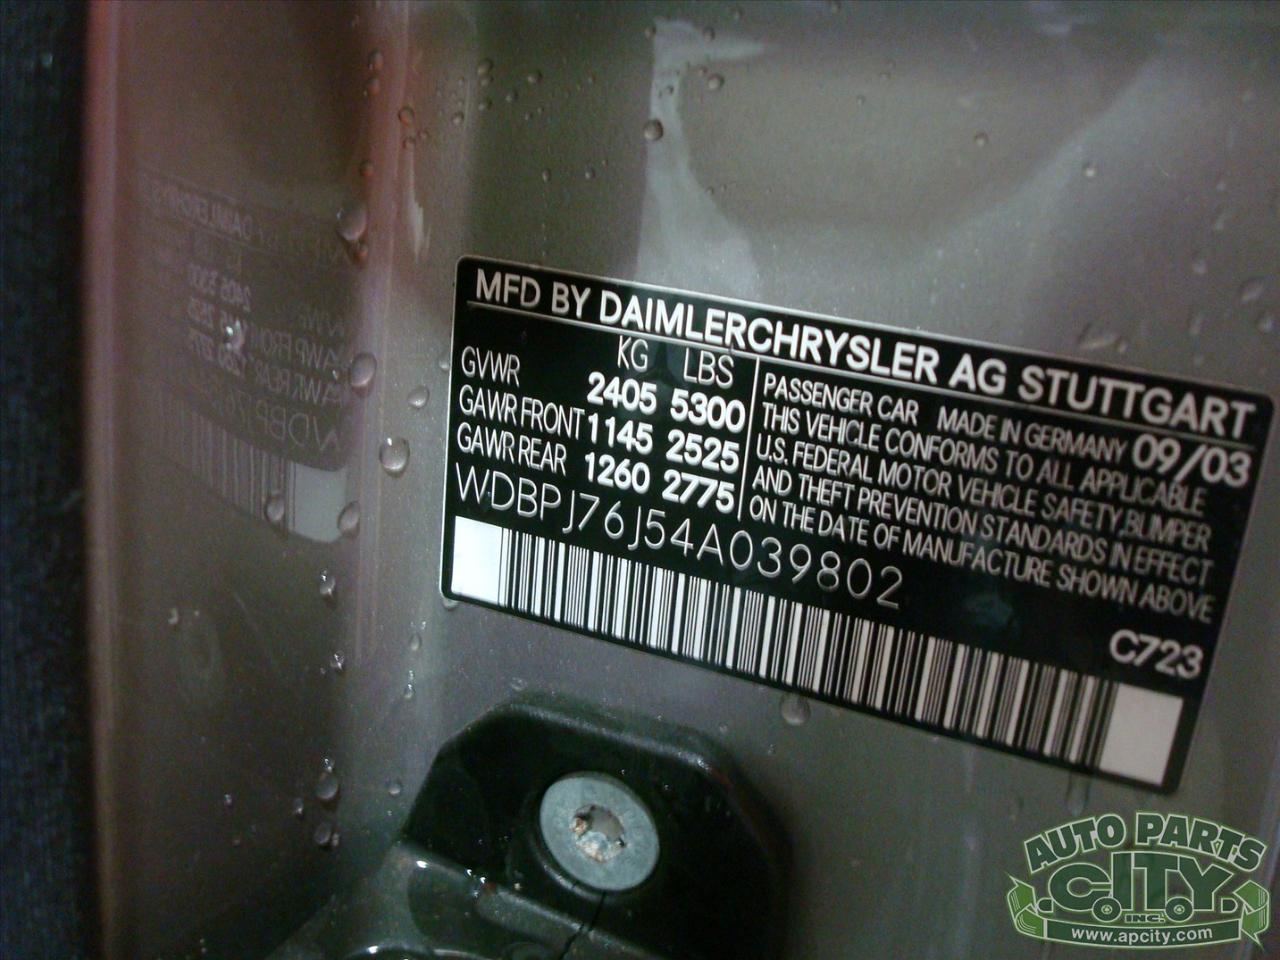 MFD BY DAIMLERCHRYSLER AG STUTTGART
KG LBS
GVWR 2405 5300
GAWR FRONT 1145 2525
GAWR REAR 1260 2775
WDBPJ76J54A039802
PASSENGER CAR MADE IN GERMANY 09/03
THIS VEHICLE CONFORMS TO ALL APPLICABLE
U.S. FEDERAL MOTOR VEHICLE SAFETY, BUMPER
AND THEFT PREVENTION STANDARDS IN EFFECT
ON THE DATE OF MANUFACTURE SHOWN ABOVE
C723
AUTO PARTS
CITY
INC.
www.apcity.com